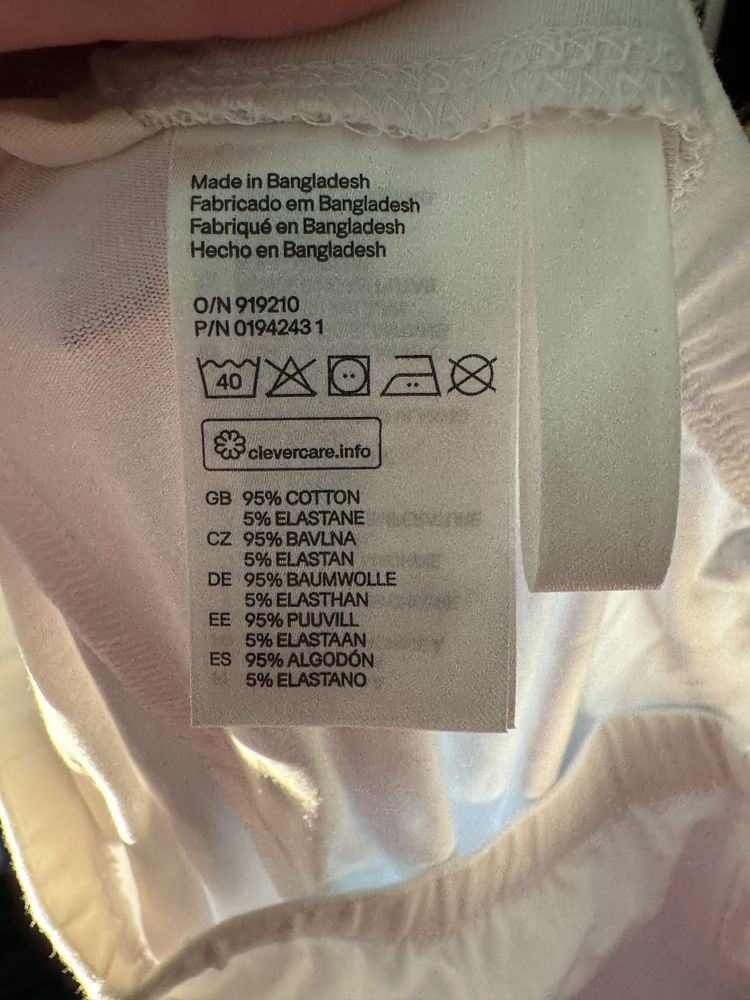 Made in Bangladesh
Fabricado em Bangladesh
Fabriqué en Bangladesh
Hecho en Bangladesh
O/N 919210
P/N 01942431
40
clevercare.info
GB 95% COTTON
5% ELASTANE
CZ 95% BAVLNA
5% ELASTAN
DE 95% BAUMWOLLE
5% ELASTHAN
EE 95% PUUVILL
5% ELASTAAN
ES 95% ALGODÓN
5% ELASTANO